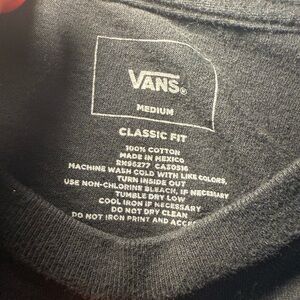 VANS®
MEDIUM
CLASSIC FIT
100% COTTON
MADE IN MEXICO
CA30516
MACHINE WASH COLD WITH LIKE COLORS
TURN INSIDE OUT
USE NON-CHLORINE BLEACH, IF NECESSARY
TUMBLE DRY LOW
COOL IRON IF NECESSARY
DO NOT DRY CLEAN
DO NOT IRON PRINT AND